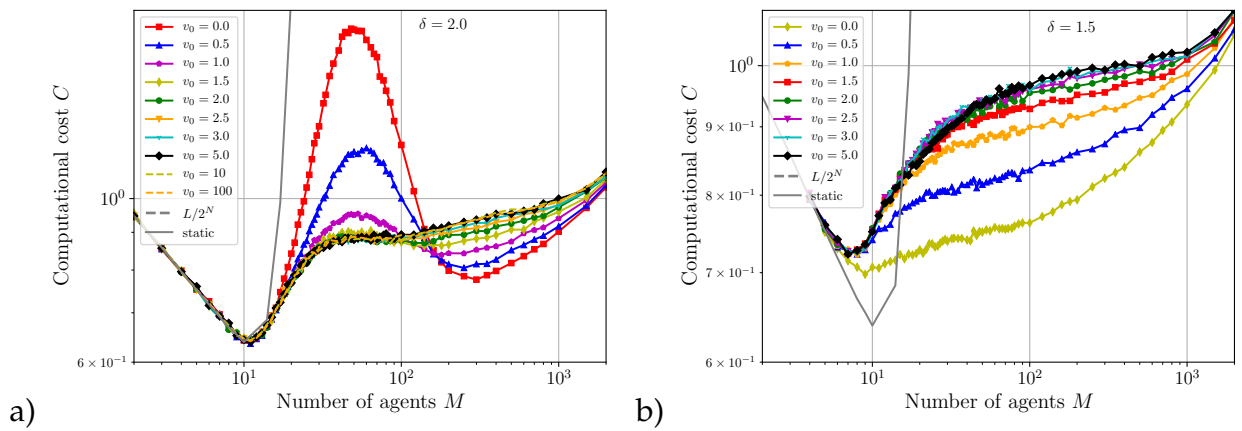 δ = 2.0
v₀ = 0.0
v₀ = 0.5
v₀ = 1.0
v₀ = 1.5
v₀ = 2.0
v₀ = 2.5
v₀ = 3.0
v₀ = 5.0
v₀ = 10
v₀ = 100
L/2ᴺ
static
Computational cost C
10⁰
6 × 10⁻¹
10¹
10²
10³
Number of agents M
a)
δ = 1.5
v₀ = 0.0
v₀ = 0.5
v₀ = 1.0
v₀ = 1.5
v₀ = 2.0
v₀ = 2.5
v₀ = 3.0
v₀ = 5.0
L/2ᴺ
static
Computational cost C
10⁰
9 × 10⁻¹
8 × 10⁻¹
7 × 10⁻¹
6 × 10⁻¹
10¹
10²
10³
Number of agents M
b)